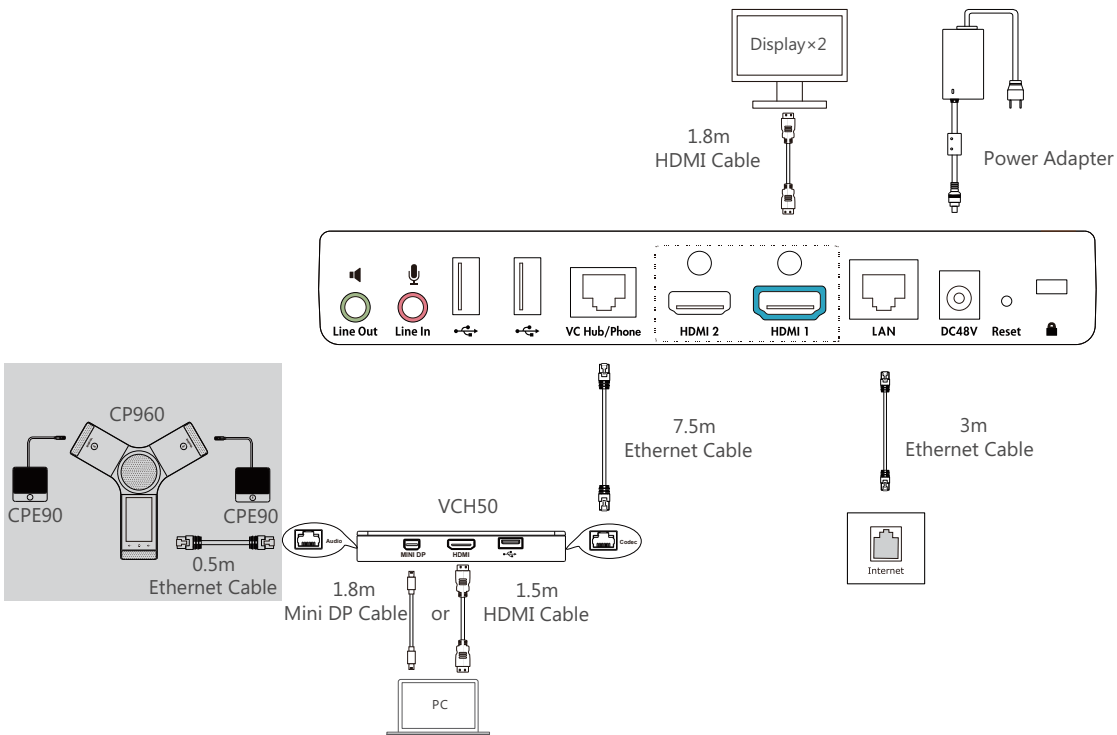 Display×2
1.8m
HDMI Cable
Power Adapter
Line Out
Line In
VC Hub/Phone
HDMI 2
HDMI 1
LAN
DC48V
Reset
CP960
CPE90
CPE90
0.5m
Ethernet Cable
7.5m
Ethernet Cable
3m
Ethernet Cable
VCH50
Audio
MINI DP
HDMI
Codec
Internet
1.8m
Mini DP Cable
or
1.5m
HDMI Cable
PC